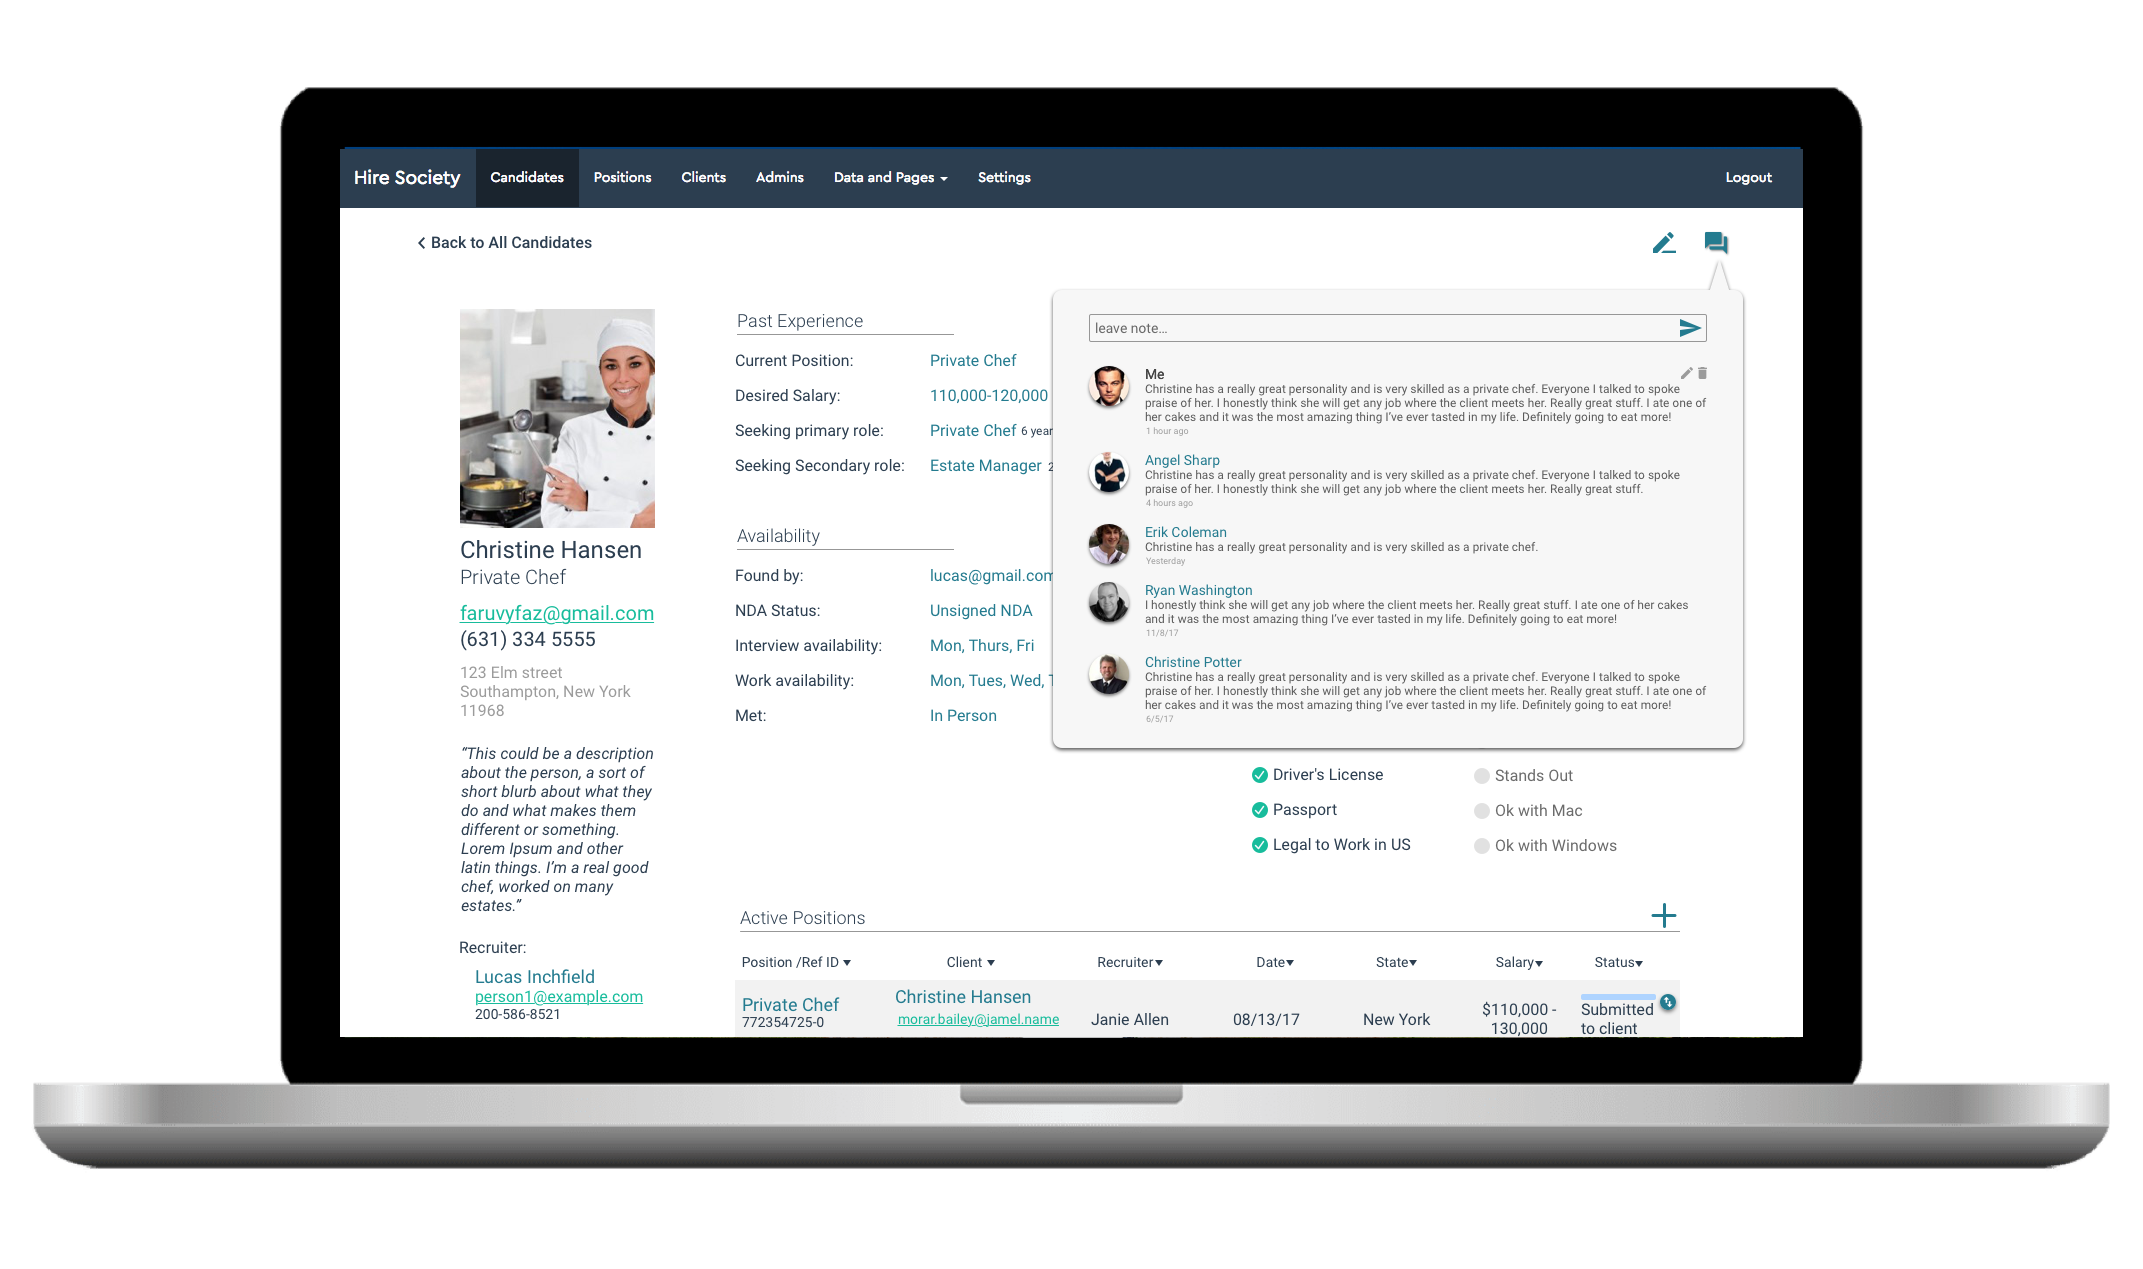 Hire Society Candidates Positions Clients Admins Data and Pages Settings Logout
Back to All Candidates
Christine Hansen
Private Chef
faruvyfaz@gmail.com
(631) 334 5555
123 Elm street
Southampton, New York
11968
“This could be a description
about the person, a sort of
short blurb about what they
do and what makes them
different or something.
Lorem Ipsum and other
latin things. I’m a real good
chef, worked on many
estates.”
Recruiter:
Lucas Inchfield
person1@example.com
200-586-8521
Past Experience
Current Position: Private Chef
Desired Salary: 110,000-120,000
Seeking primary role: Private Chef 6 year
Seeking Secondary role: Estate Manager 2
Availability
Found by: lucas@gmail.com
NDA Status: Unsigned NDA
Interview availability: Mon, Thurs, Fri
Work availability: Mon, Tues, Wed,
Met: In Person
leave note...
Me
Christine has a really great personality and is very skilled as a private chef. Everyone I talked to spoke
praise of her. I honestly think she will get any job where the client meets her. Really great stuff. I ate one of
her cakes and it was the most amazing thing I’ve ever tasted in my life. Definitely going to eat more!
1 hour ago
Angel Sharp
Christine has a really great personality and is very skilled as a private chef. Everyone I talked to spoke
praise of her. I honestly think she will get any job where the client meets her. Really great stuff.
4 hours ago
Erik Coleman
Christine has a really great personality and is very skilled as a private chef.
Yesterday
Ryan Washington
I honestly think she will get any job where the client meets her. Really great stuff. I ate one of her cakes
and it was the most amazing thing I’ve ever tasted in my life. Definitely going to eat more!
11/8/17
Christine Potter
Christine has a really great personality and is very skilled as a private chef. Everyone I talked to spoke
praise of her. I honestly think she will get any job where the client meets her. Really great stuff. I ate one of
her cakes and it was the most amazing thing I’ve ever tasted in my life. Definitely going to eat more!
6/5/17
Driver's License Stands Out
Passport Ok with Mac
Legal to Work in US Ok with Windows
Active Positions
Position /Ref ID Client Recruiter Date State Salary Status
Private Chef
772354725-0
Christine Hansen
morar.bailey@jamel.name
Janie Allen
08/13/17
New York
$110,000 -
130,000
Submitted
to client